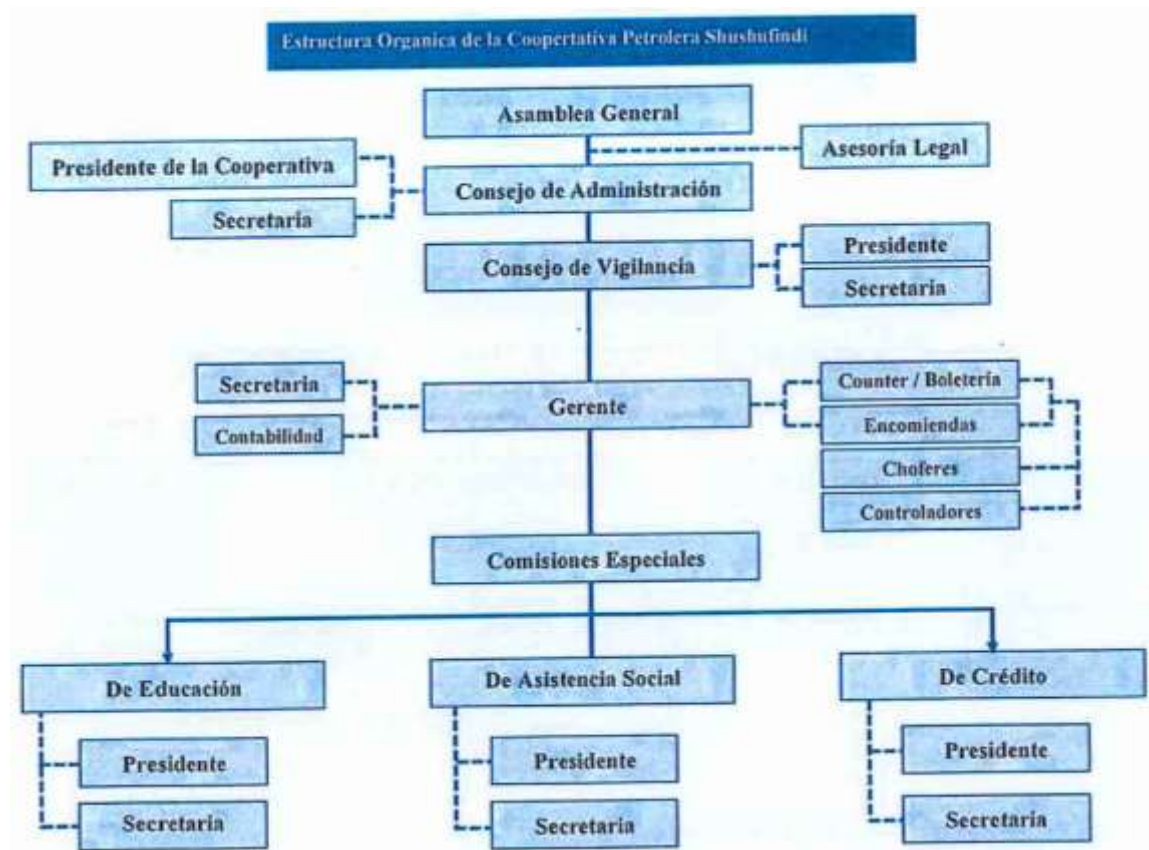 Estructura Organica de la Coopertativa Petrolera Shushufindi
Asamblea General
Asesoría Legal
Presidente de la Cooperativa
Consejo de Administración
Secretaria
Consejo de Vigilancia
Presidente
Secretaria
Secretaria
Contabilidad
Gerente
Counter / Boletería
Encomiendas
Choferes
Controladores
Comisiones Especiales
De Educación
De Asistencia Social
De Crédito
Presidente
Presidente
Presidente
Secretaria
Secretaria
Secretaria